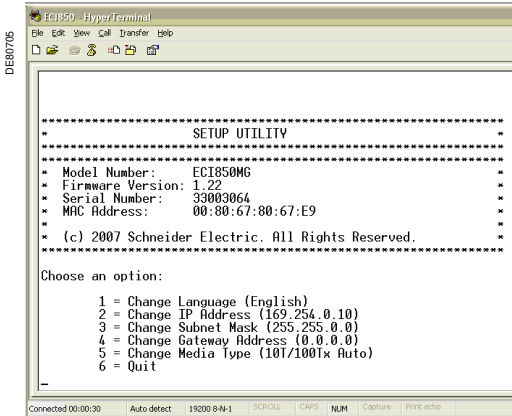 DE80705
ECI850 - HyperTerminal
File Edit View Call Transfer Help
************************************************************
* SETUP UTILITY *
************************************************************
************************************************************
* Model Number: ECI850MG *
* Firmware Version: 1.22 *
* Serial Number: 33003064 *
* MAC Address: 00:80:67:80:67:E9 *
* *
* (c) 2007 Schneider Electric. All Rights Reserved. *
************************************************************
Choose an option:
1 = Change Language (English)
2 = Change IP Address (169.254.0.10)
3 = Change Subnet Mask (255.255.0.0)
4 = Change Gateway Address (0.0.0.0)
5 = Change Media Type (10T/100Tx Auto)
6 = Quit
_
Connected 00:00:30 Auto detect 19200 8-N-1 SCROLL CAPS NUM Capture Print echo